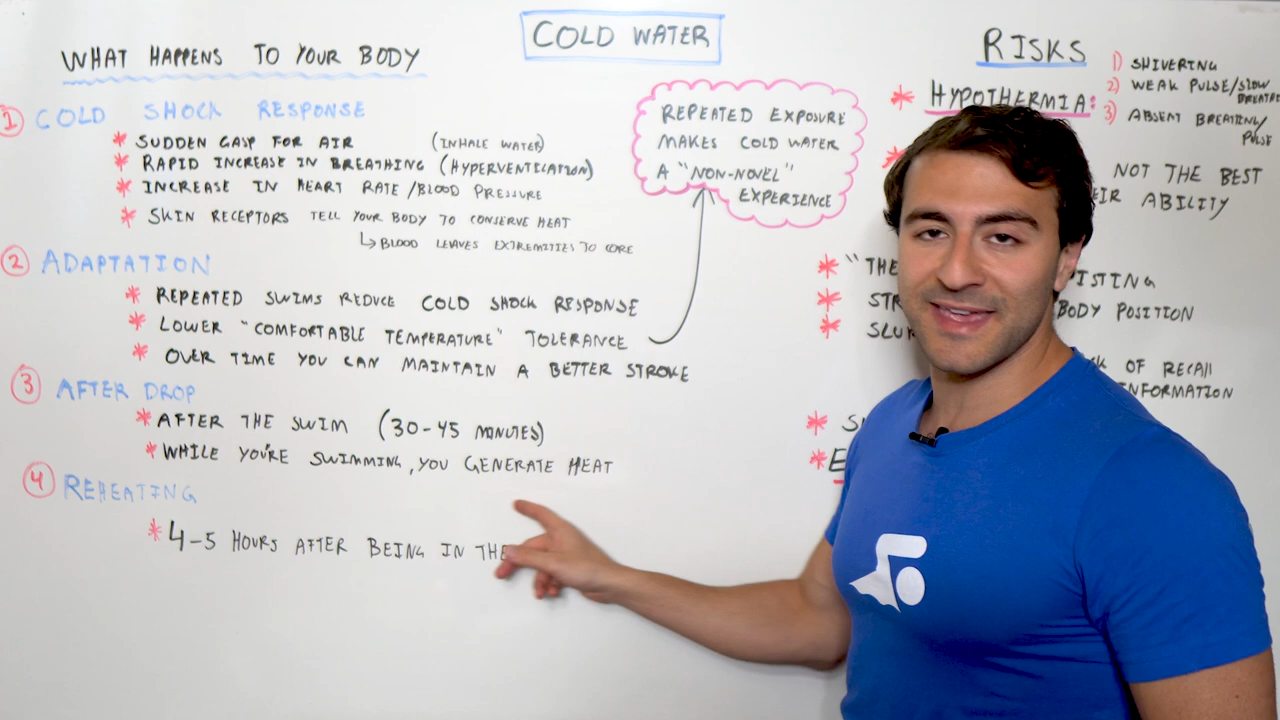 COLD WATER
WHAT HAPPENS TO YOUR BODY
1 COLD SHOCK RESPONSE
* SUDDEN GASP FOR AIR (INHALE WATER)
* RAPID INCREASE IN BREATHING (HYPERVENTILATION)
* INCREASE IN HEART RATE/BLOOD PRESSURE
* SKIN RECEPTORS TELL YOUR BODY TO CONSERVE HEAT
↳ BLOOD LEAVES EXTREMITIES TO CORE
2 ADAPTATION
* REPEATED SWIMS REDUCE COLD SHOCK RESPONSE
* LOWER "COMFORTABLE TEMPERATURE" TOLERANCE
* OVER TIME YOU CAN MAINTAIN A BETTER STROKE
3 AFTER DROP
* AFTER THE SWIM (30-45 MINUTES)
* WHILE YOU'RE SWIMMING, YOU GENERATE HEAT
4 REHEATING
* 4-5 HOURS AFTER BEING IN THE
REPEATED EXPOSURE
MAKES COLD WATER
A "NON-NOVEL"
EXPERIENCE
RISKS
* HYPOTHERMIA:
1) SHIVERING
2) WEAK PULSE/SLOW
3) ABSENT BREATHING/
PULSE
* NOT THE BEST
ABILITY
* "THE
*
* BODY POSITION
OF RECALL
INFORMATION
*
*